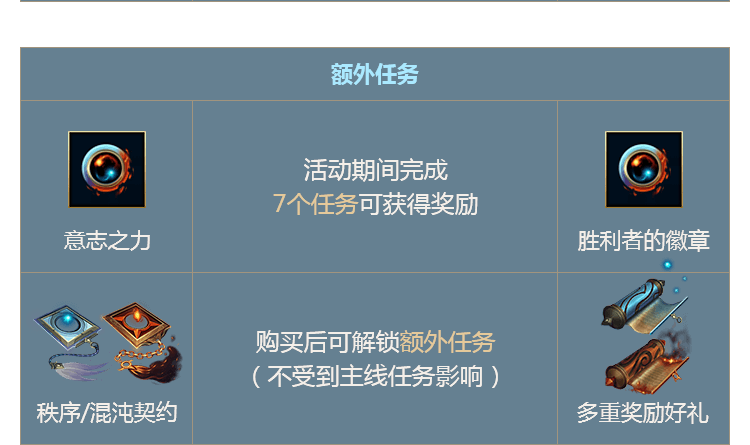 额外任务
活动期间完成
7个任务可获得奖励
意志之力
胜利者的徽章
购买后可解锁额外任务
（不受到主线任务影响）
秩序/混沌契约
多重奖励好礼